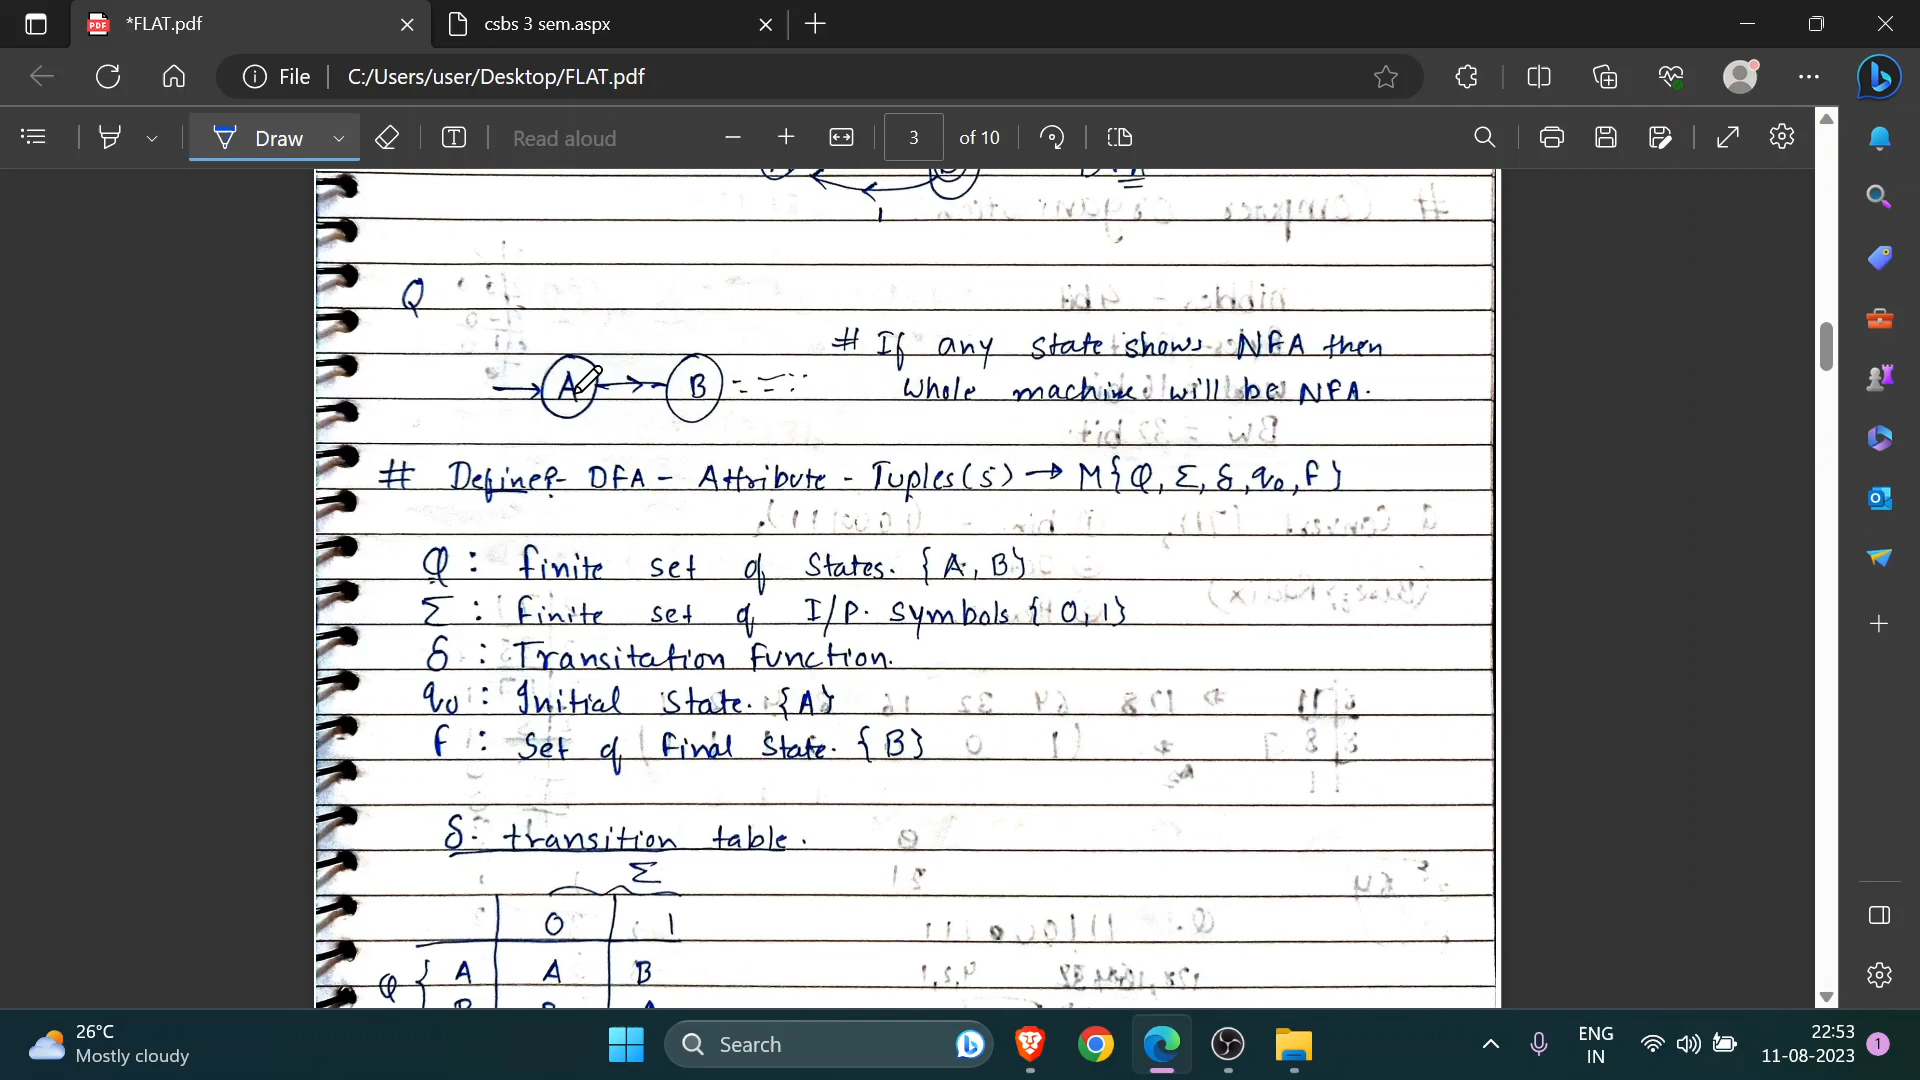 *FLAT.pdf
csbs 3 sem.aspx
File
C:/Users/user/Desktop/FLAT.pdf
Draw
Read aloud
3
of 10
1
Q
# If any state shows NFA then
A B
Whole machine will be NFA.
# Define:- DFA - Attribute - Tuples(5) → M{Q, Σ, δ, q0, F}
Q : finite set of States. {A, B}
Σ : finite set of I/P. Symbols {0,1}
δ : Transitation Function.
q0 : Initial State. {A}
F : Set of Final State. {B}
δ - transition table.
Σ
0 1
Q { A A B
26°C
Mostly cloudy
Search
ENG
IN
22:53
11-08-2023
1